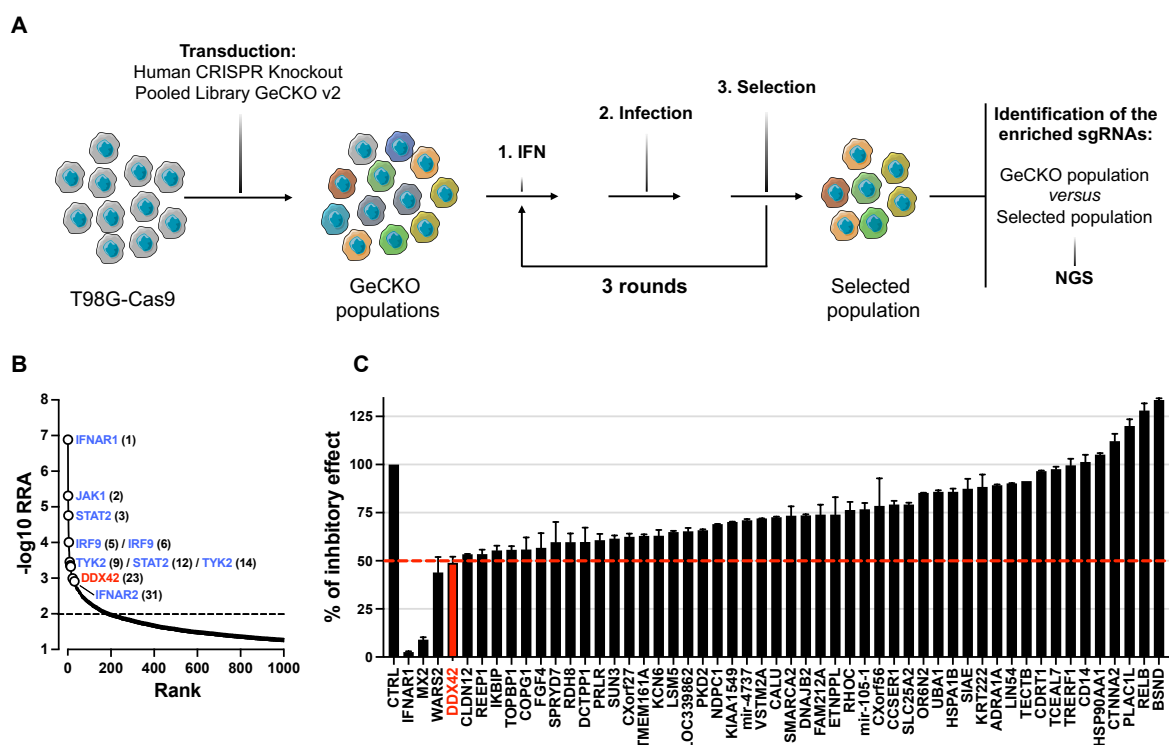 A
Transduction:
Human CRISPR Knockout
Pooled Library GeCKO v2
T98G-Cas9
GeCKO
populations
1. IFN
2. Infection
3. Selection
3 rounds
Selected
population
Identification of the
enriched sgRNAs:
GeCKO population
versus
Selected population
NGS
B
-log10 RRA
8
7
6
5
4
3
2
1
IFNAR1 (1)
JAK1 (2)
STAT2 (3)
IRF9 (5) / IRF9 (6)
TYK2 (9) / STAT2 (12) / TYK2 (14)
DDX42 (23)
IFNAR2 (31)
0 200 400 600 800 1000
Rank
C
% of inhbitory effect
125
100
75
50
25
0
CTRL
IFNAR1
MX2
WARS2
DDX42
CLDN12
REEP1
IKBIP
TOPBP1
COPG1
FGF4
SPRYD7
RDH8
DCTPP1
PRLR
SUN3
CXorf27
TMEM161A
KCN6
LSM5
LOC339862
PKD2
NDPC1
KIAA1549
mir-4737
VSTM2A
CALU
SMARCA2
DNAJB2
FAM212A
ETNPPL
RHOC
mir-105-1
CXorf56
CCSER1
SLC25A2
OR6N2
UBA1
HSPA1B
SIAE
KRT222
ADRA1A
LIN54
TECTB
CDRT1
TCEAL7
TRERF1
CD14
HSP90AA1
CTNNA2
PLAC1L
RELB
BSND